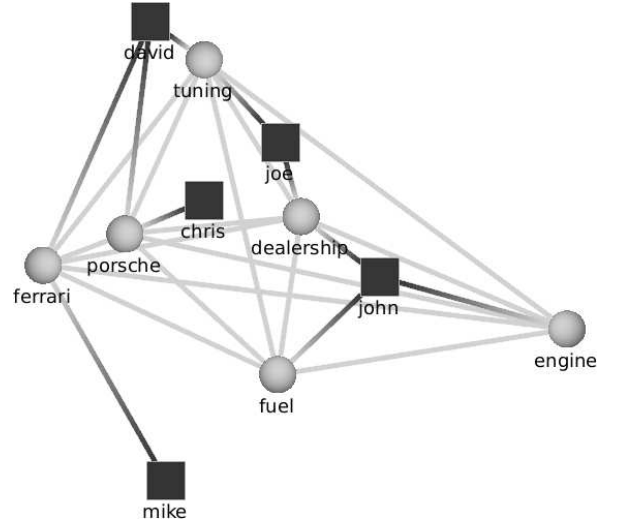 david
tuning
joe
chris
dealership
porsche
ferrari
john
engine
fuel
mike